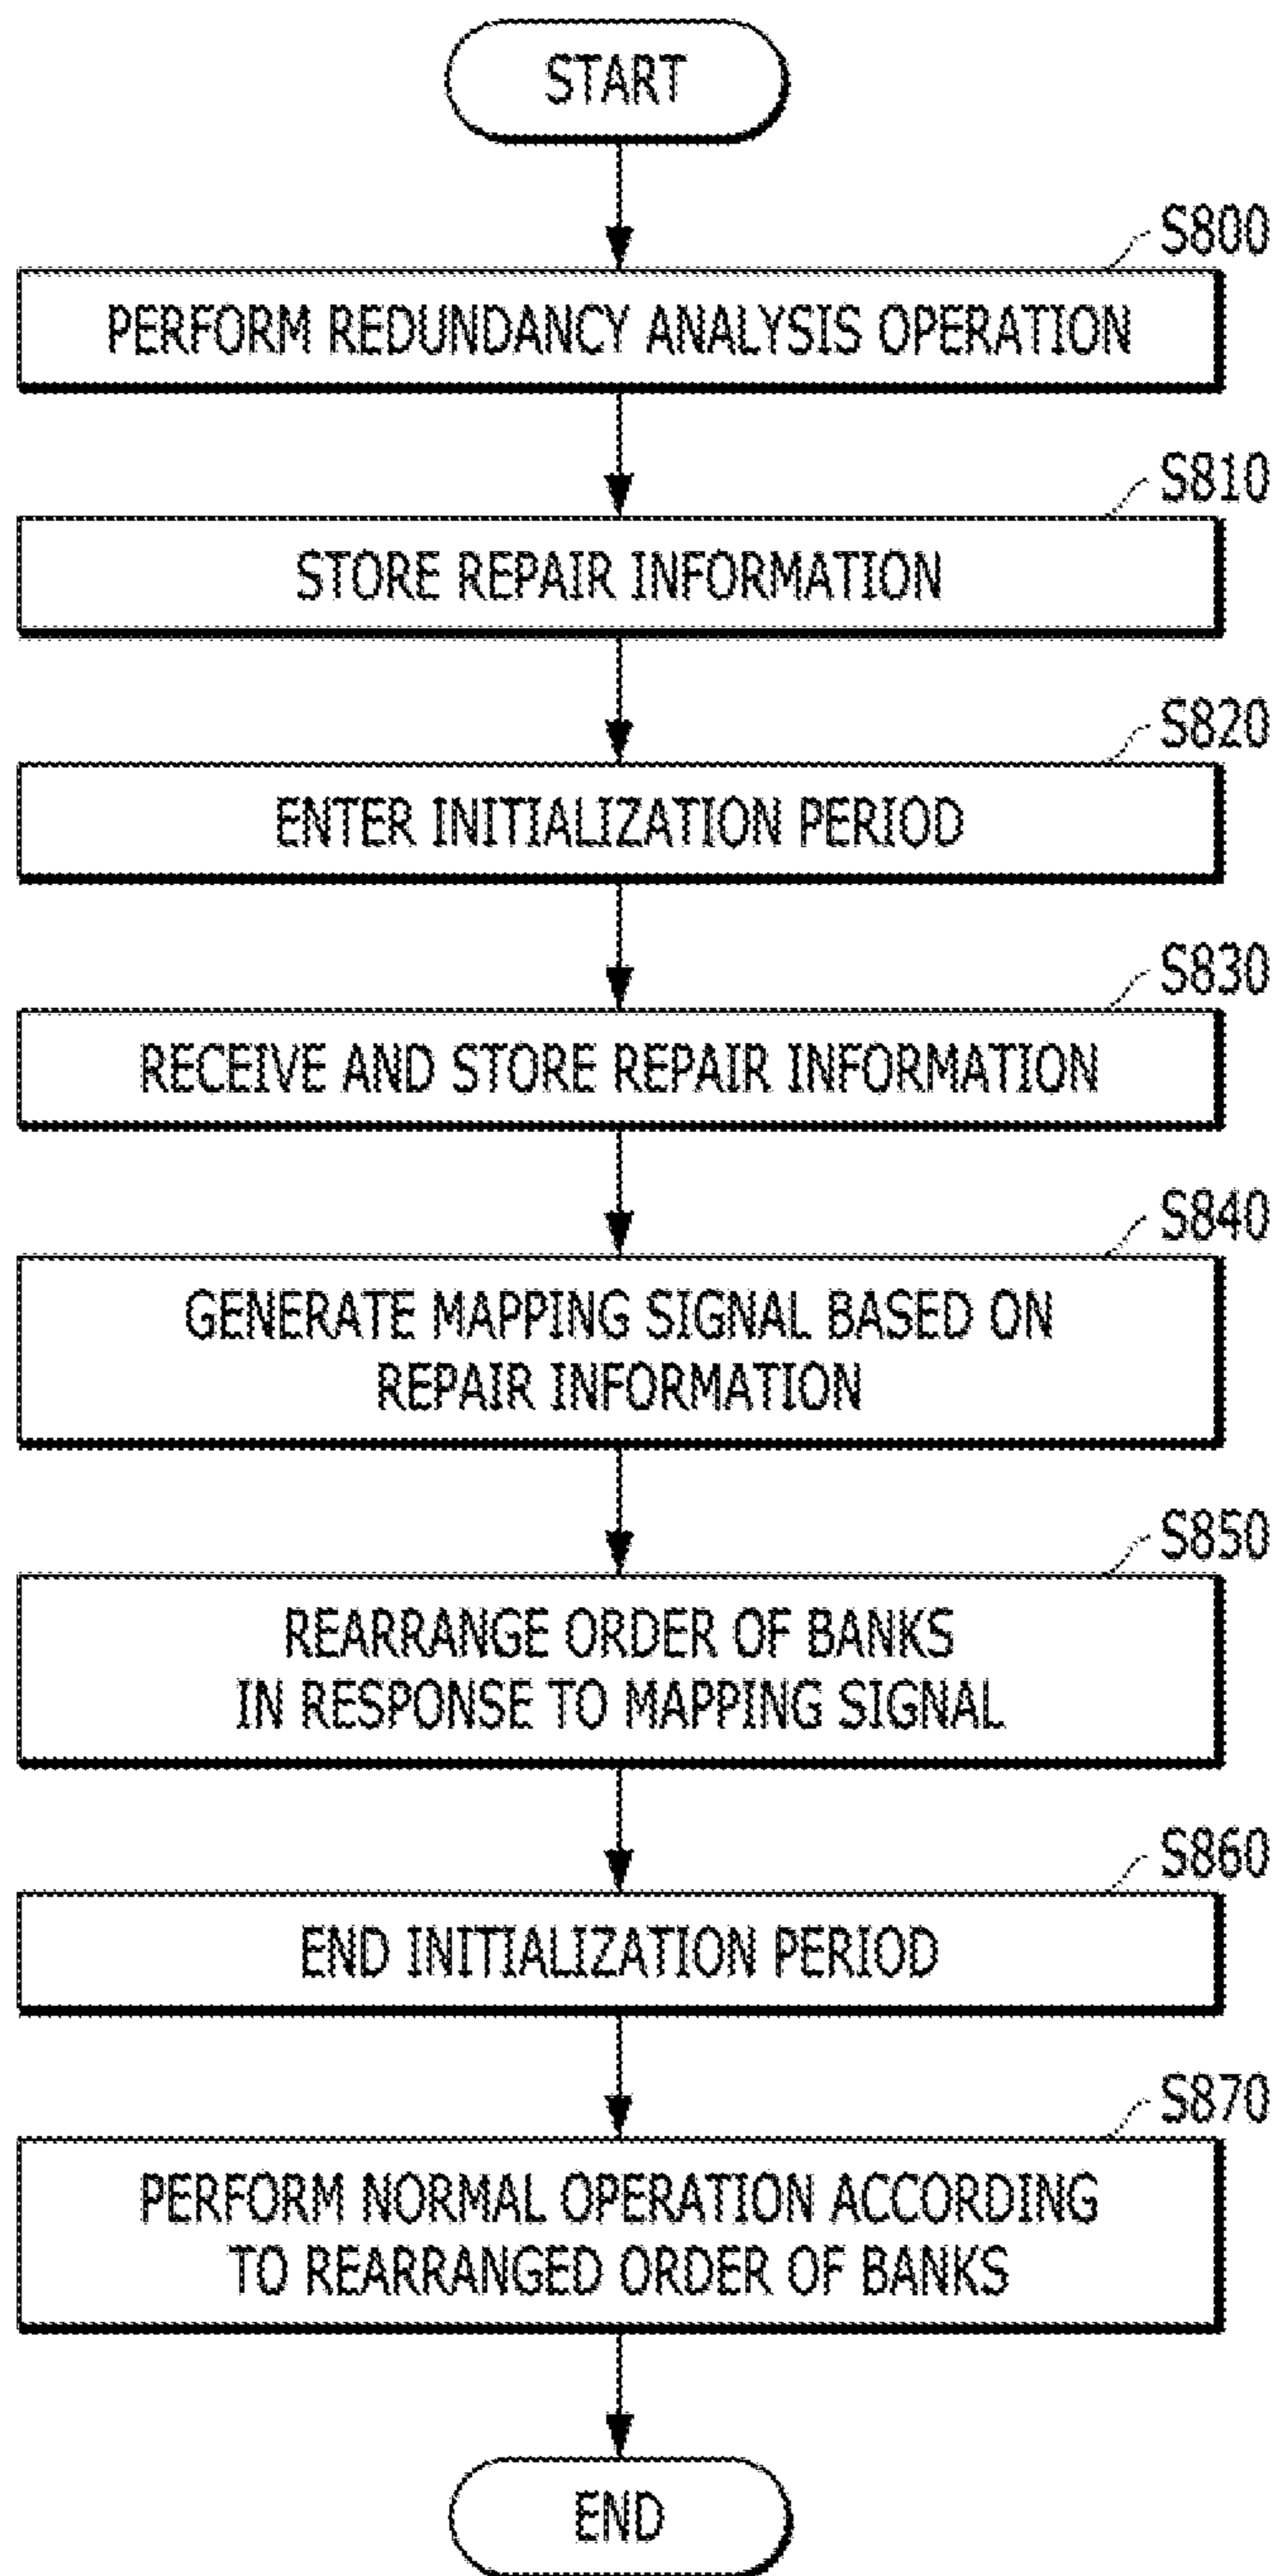 START
S800
PERFORM REDUNDANCY ANALYSIS OPERATION
S810
STORE REPAIR INFORMATION
S820
ENTER INITIALIZATION PERIOD
S830
RECEIVE AND STORE REPAIR INFORMATION
S840
GENERATE MAPPING SIGNAL BASED ON
REPAIR INFORMATION
S850
REARRANGE ORDER OF BANKS
IN RESPONSE TO MAPPING SIGNAL
S860
END INITIALIZATION PERIOD
S870
PERFORM NORMAL OPERATION ACCORDING
TO REARRANGED ORDER OF BANKS
END